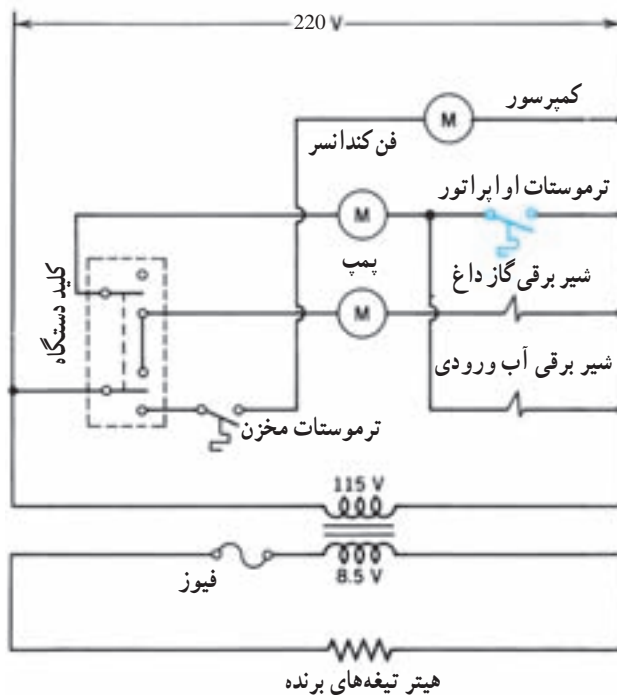 220 V
کمپرسور
M
فن کندانسر
ترموستات اواپراتور
M
پمپ
کلید دستگاه
شیر برقی گاز داغ
M
شیر برقی آب ورودی
ترموستات مخزن
115 V
8.5 V
فیوز
هیتر تیغه‌های برنده